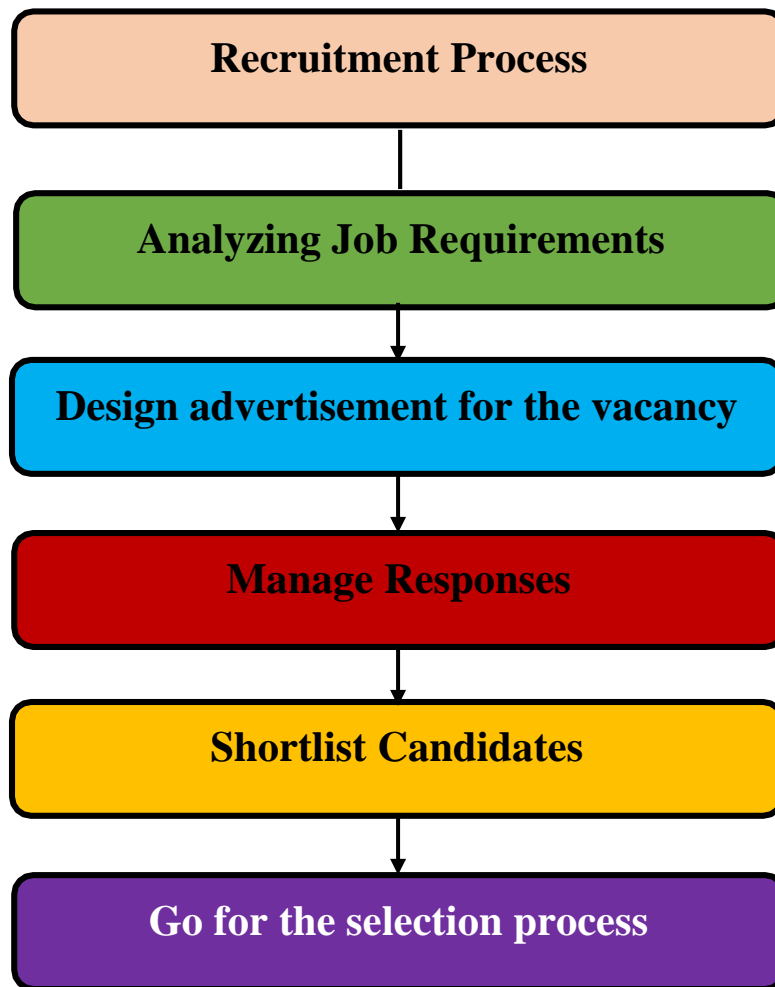 Recruitment Process
Analyzing Job Requirements
Design advertisement for the vacancy
Manage Responses
Shortlist Candidates
Go for the selection process